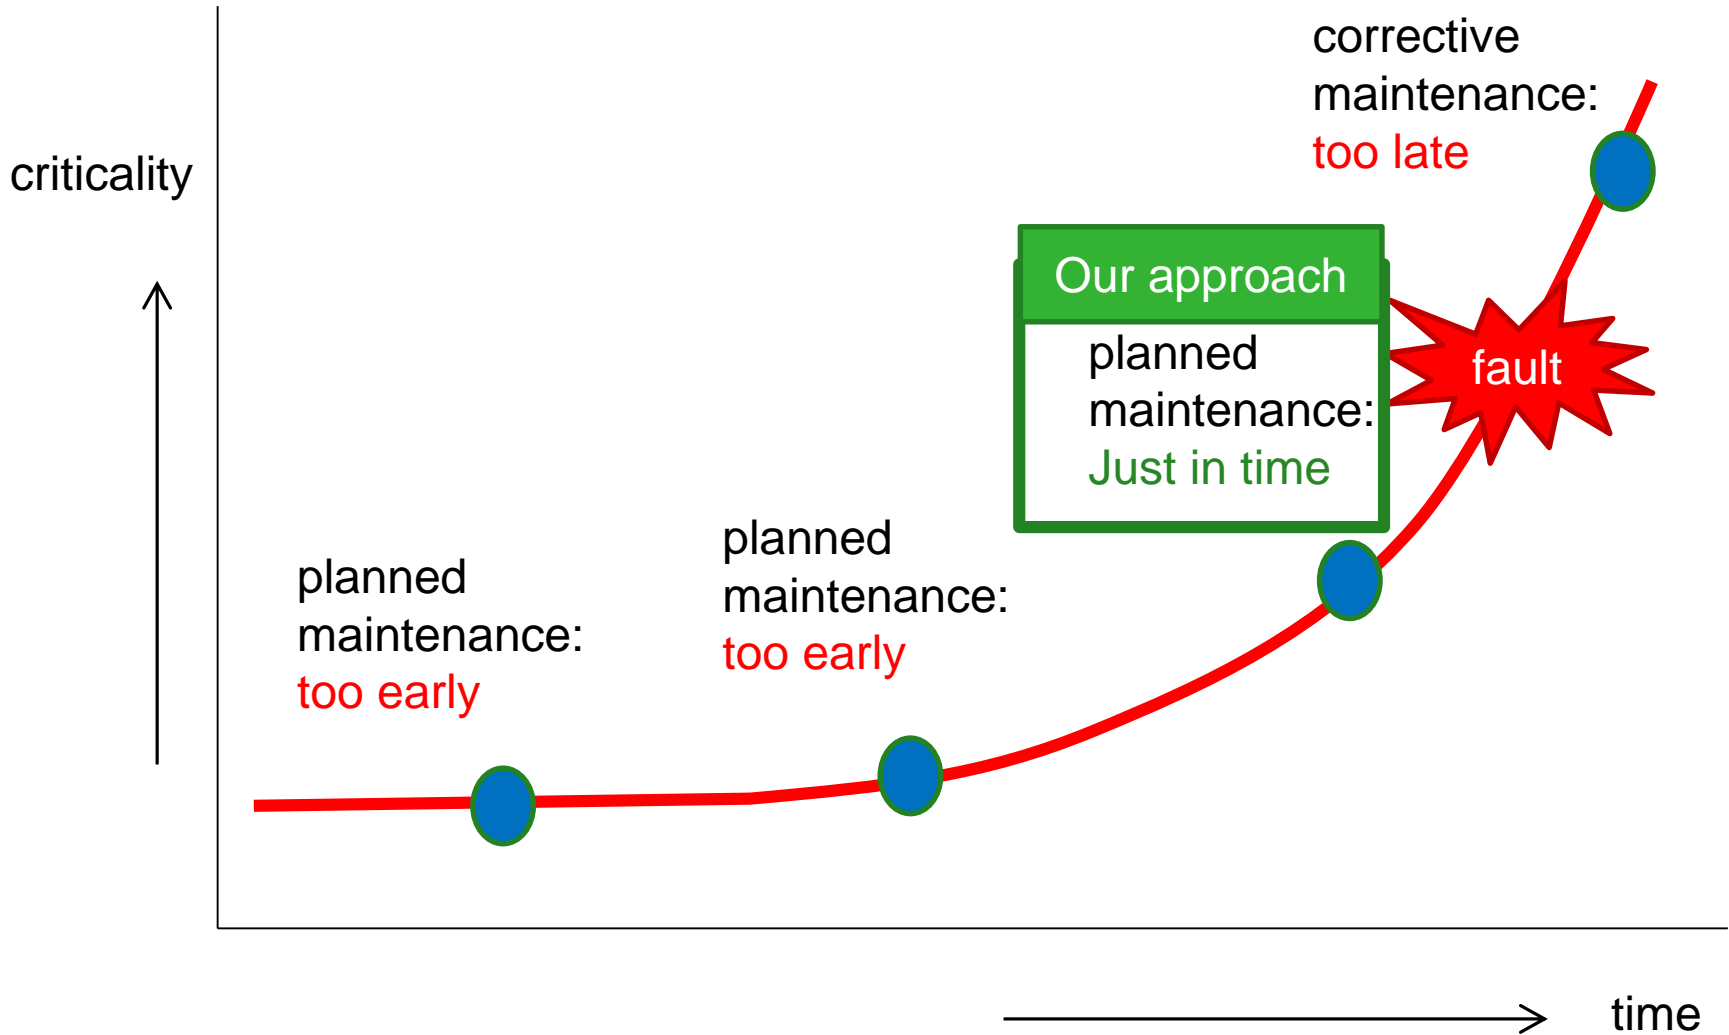 corrective
maintenance:
too late
criticality
Our approach
planned
maintenance:
Just in time
fault
planned
maintenance:
too early
planned
maintenance:
too early
time